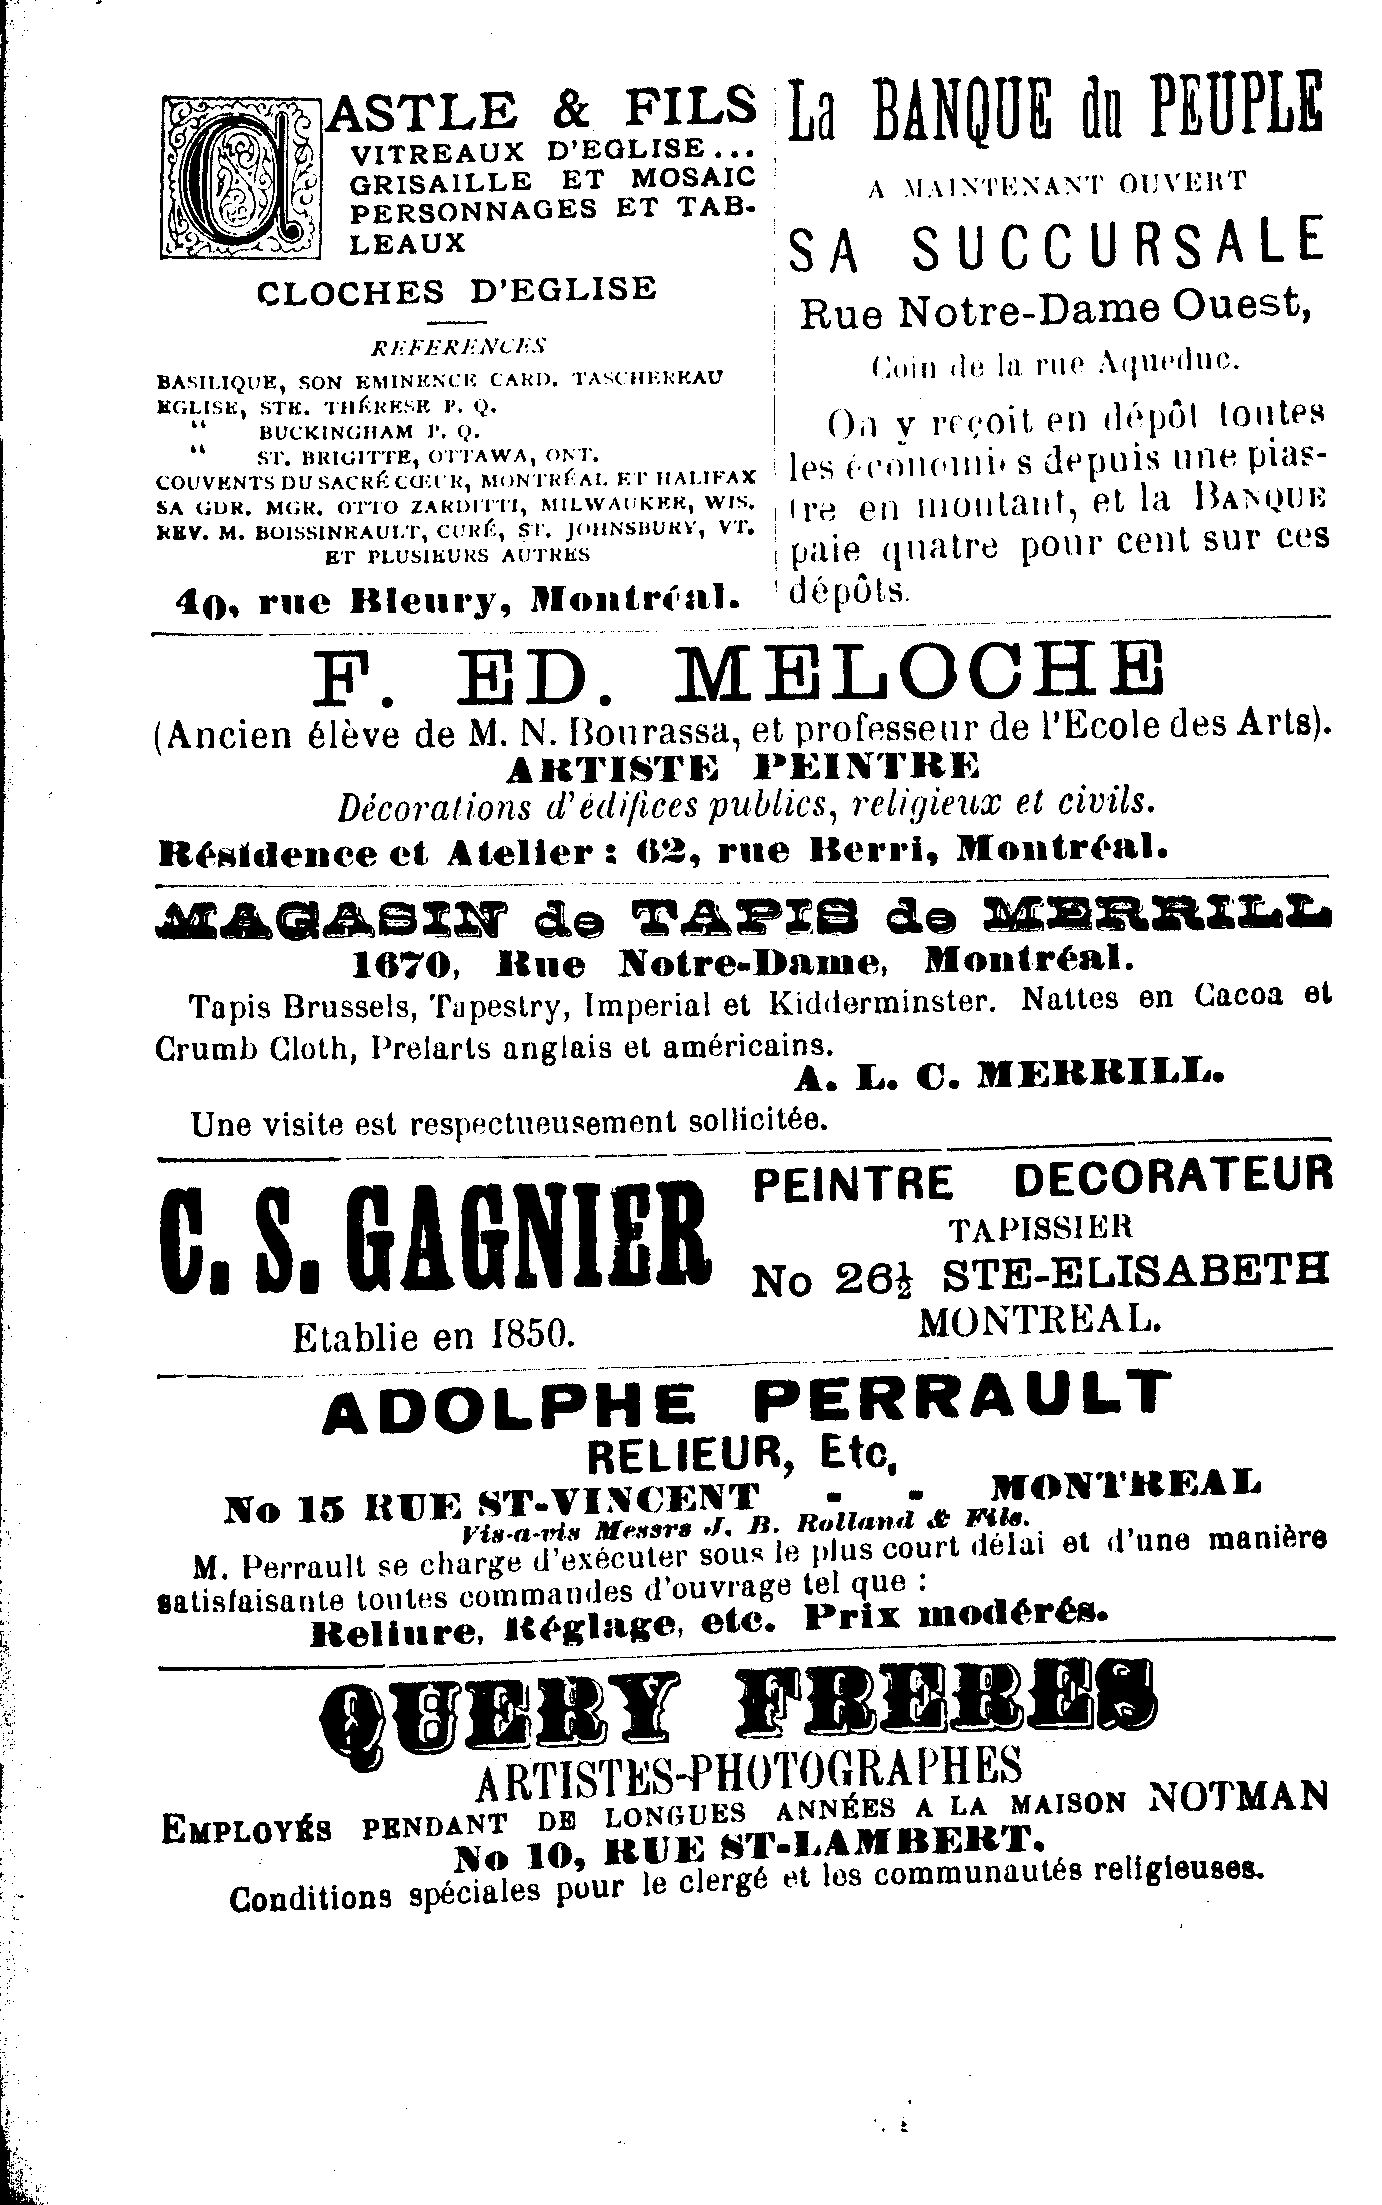 CASTLE & FILS
VITREAUX D'EGLISE...
GRISAILLE ET MOSAIC
PERSONNAGES ET TAB-
LEAUX
CLOCHES D'EGLISE
REFERENCES
BASILIQUE, SON EMINENCE CARD. TASCHEREAU
EGLISE, STE. THÉRESE P. Q.
" BUCKINGHAM P. Q.
" ST. BRIGITTE, OTTAWA, ONT.
COUVENTS DU SACRÉ CŒUR, MONTRÉAL ET HALIFAX
SA GDR. MGR. OTTO ZARDITTI, MILWAUKEE, WIS.
REV. M. BOISSINEAULT, CURÉ, ST. JOHNSBURY, VT.
ET PLUSIEURS AUTRES
40, rue Bleury, Montréal.
La BANQUE du PEUPLE
A MAINTENANT OUVERT
SA SUCCURSALE
Rue Notre-Dame Ouest,
Coin de la rue Aqueduc.
On y reçoit en dépôt toutes
les économies depuis une pias-
tre en montant, et la BANQUE
paie quatre pour cent sur ces
dépôts.
F. ED. MELOCHE
(Ancien élève de M. N. Bourassa, et professeur de l'Ecole des Arts).
ARTISTE PEINTRE
Décorations d'édifices publics, religieux et civils.
Résidence et Atelier : 62, rue Berri, Montréal.
MAGASIN de TAPIS de MERRILL
1670, Rue Notre-Dame, Montréal.
Tapis Brussels, Tapestry, Imperial et Kidderminster. Nattes en Cacoa et
Crumb Cloth, Prelarts anglais et américains.
A. L. C. MERRILL.
Une visite est respectueusement sollicitée.
C. S. GAGNIER
Etablie en 1850.
PEINTRE DECORATEUR
TAPISSIER
No 26½ STE-ELISABETH
MONTREAL.
ADOLPHE PERRAULT
RELIEUR, Etc,
No 15 RUE ST-VINCENT - - MONTREAL
Vis-a-vis Messrs J. B. Rolland & Fils.
M. Perrault se charge d'exécuter sous le plus court délai et d'une manière
satisfaisante toutes commandes d'ouvrage tel que :
Reliure, Réglage, etc. Prix modérés.
QUERY FRERES
ARTISTES-PHOTOGRAPHES
EMPLOYÉS PENDANT DE LONGUES ANNÉES A LA MAISON NOTMAN
No 10, RUE ST-LAMBERT.
Conditions spéciales pour le clergé et les communautés religieuses.